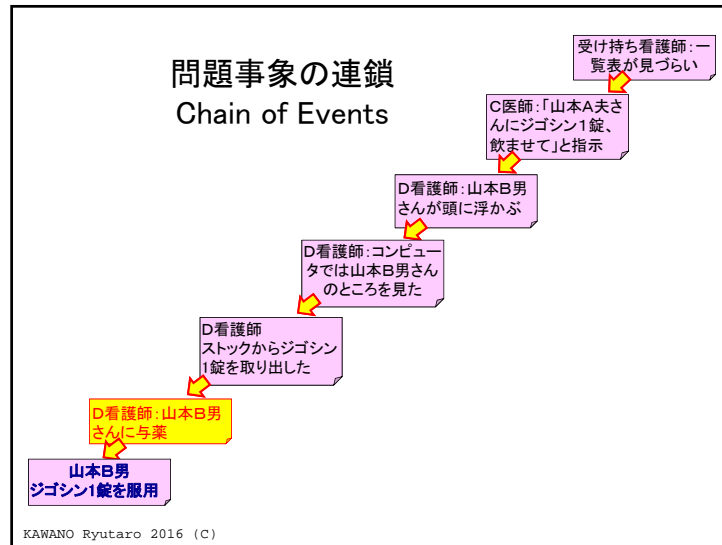 問題事象の連鎖
Chain of Events
受け持ち看護師:一
覧表が見づらい
C医師:「山本A夫さ
んにジゴシン1錠、
飲ませて」と指示
D看護師:山本B男
さんが頭に浮かぶ
D看護師:コンピュー
タでは山本B男さん
のところを見た
D看護師
ストックからジゴシン
1錠を取り出した
D看護師:山本B男
さんに与薬
山本B男
ジゴシン1錠を服用
KAWANO Ryutaro 2016 (C)